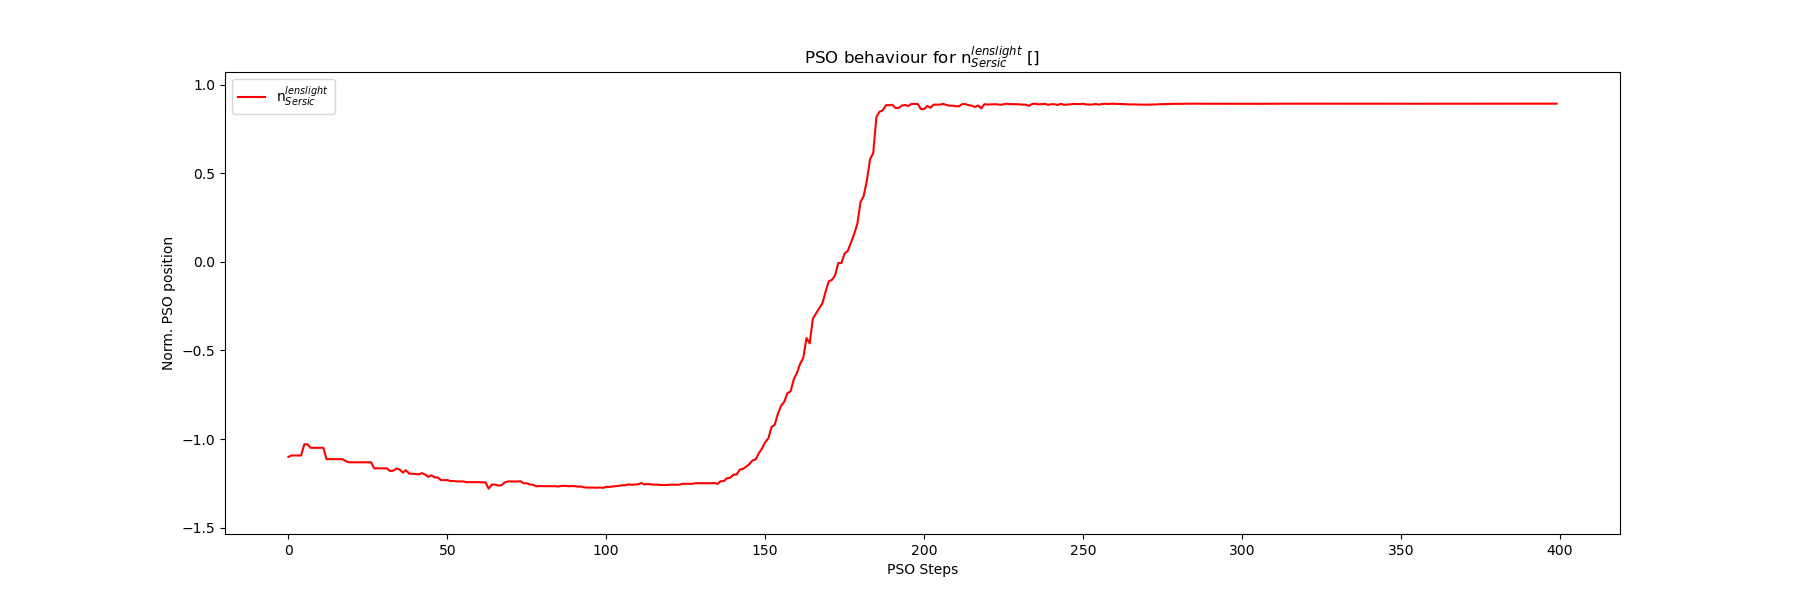 PSO behaviour for n^{lenslight}_{Sersic} []
n^{lenslight}_{Sersic}
Norm. PSO position
1.0
0.5
0.0
−0.5
−1.0
−1.5
0 50 100 150 200 250 300 350 400
PSO Steps